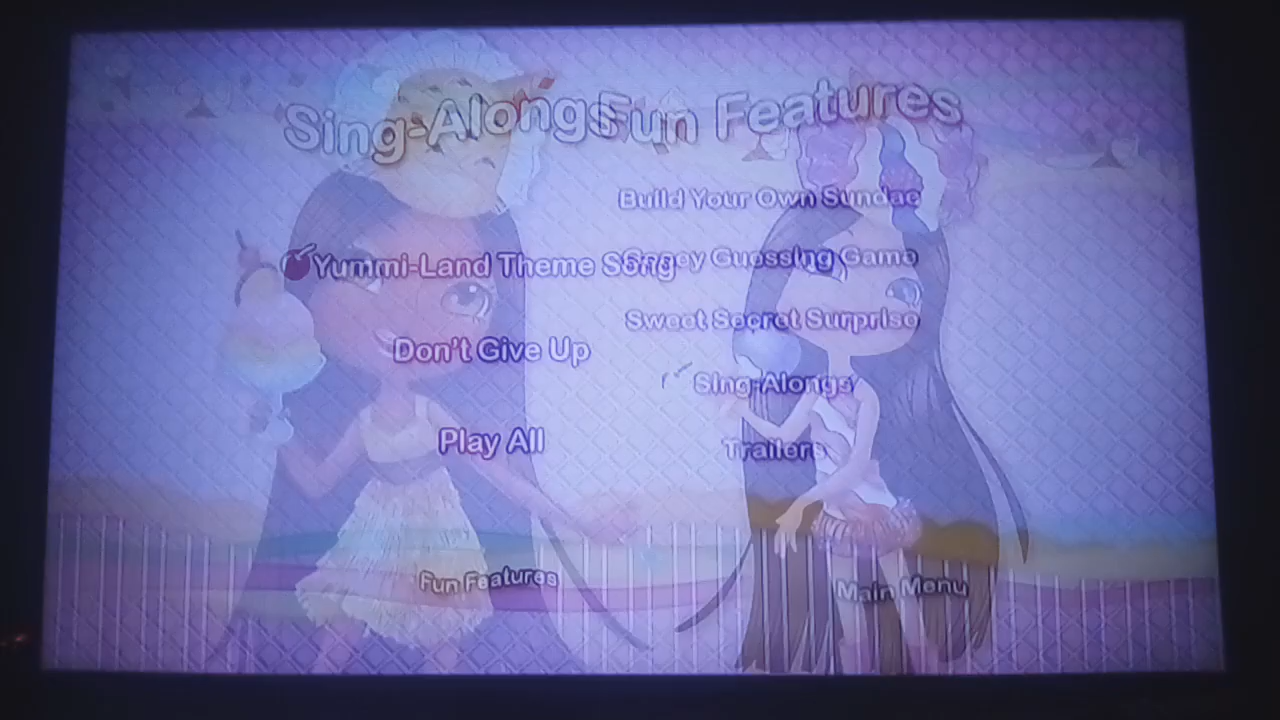 Sing-Alongs
Yummi-Land Theme Song
Don't Give Up
Play All
Fun Features
Fun Features
Build Your Own Sundae
Guessing Game
Sweet Secret Surprise
Sing-Alongs
Trailers
Main Menu